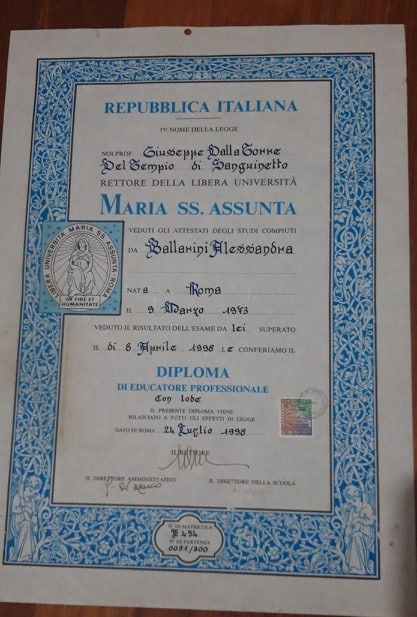 REPUBBLICA ITALIANA
IN NOME DELLA LEGGE
NOI PROF. Giuseppe Dalla Torre
Del Tempio di Sanguinetto
RETTORE DELLA LIBERA UNIVERSITÀ
MARIA SS. ASSUNTA
LIBERA UNIVERSITÀ MARIA SS. ASSUNTA - ROMA
IN FIDE ET
HUMANITATE
VEDUTI GLI ATTESTATI DEGLI STUDI COMPIUTI
DA Ballarini Alessandra
NATa A Roma
IL 9 Marzo 1973
VEDUTO IL RISULTATO DELL'ESAME DA lei SUPERATO
IL dì 8 Aprile 1998 LE CONFERIAMO IL
DIPLOMA
DI EDUCATORE PROFESSIONALE
Con lode
IL PRESENTE DIPLOMA VIENE
RILASCIATO A TUTTI GLI EFFETTI DI LEGGE
DATO IN ROMA 24 Luglio 1998
IL RETTORE
IL DIRETTORE AMMINISTRATIVO
IL DIRETTORE DELLA SCUOLA
N° DI MATRICOLA
E 454
N° DI PARTENZA
0051/300